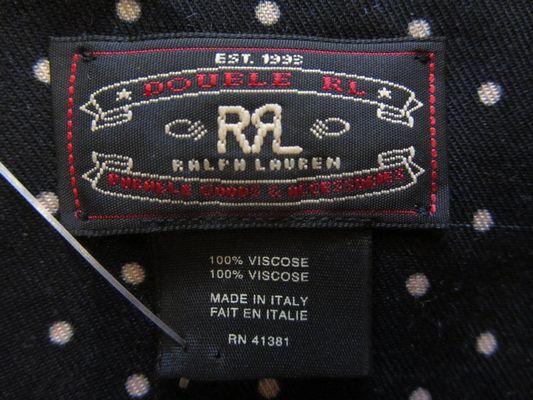 EST. 1993
DOUBLE RL
RRL
RALPH LAUREN
& ACCESSORIES
100% VISCOSE
100% VISCOSE
MADE IN ITALY
FAIT EN ITALIE
RN 41381